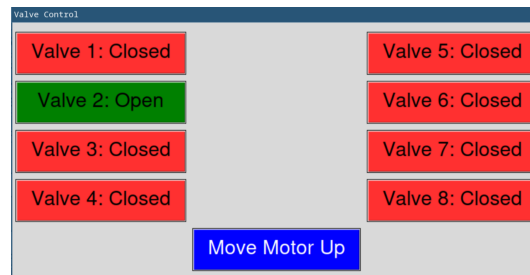 Valve Control
Valve 1: Closed
Valve 5: Closed
Valve 2: Open
Valve 6: Closed
Valve 3: Closed
Valve 7: Closed
Valve 4: Closed
Valve 8: Closed
Move Motor Up